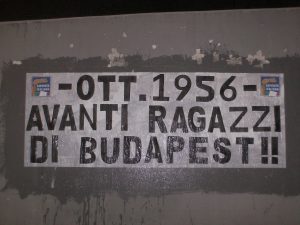 -OTT.1956-
AVANTI RAGAZZI
DI BUDAPEST!!